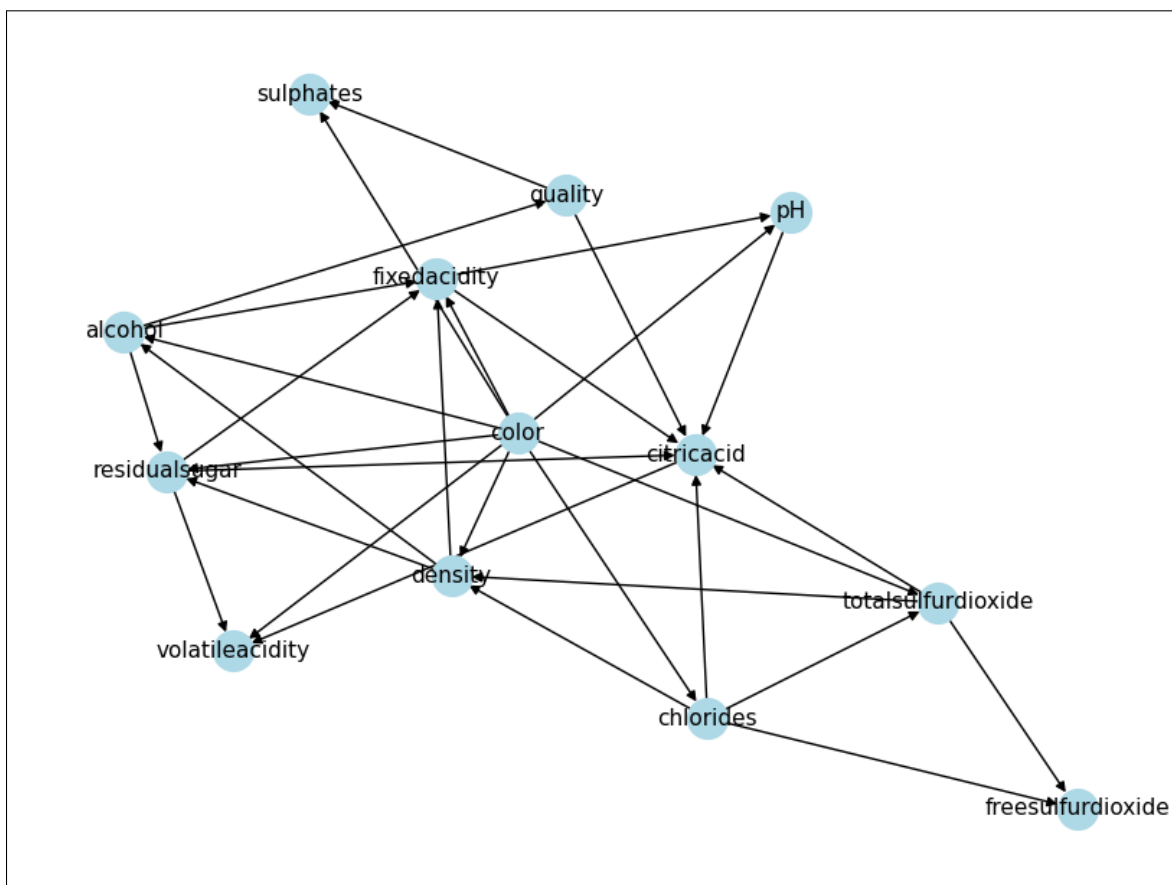 sulphates
quality
pH
fixedacidity
alcohol
color
citricacid
residualsugar
density
totalsulfurdioxide
volatileacidity
chlorides
freesulfurdioxide